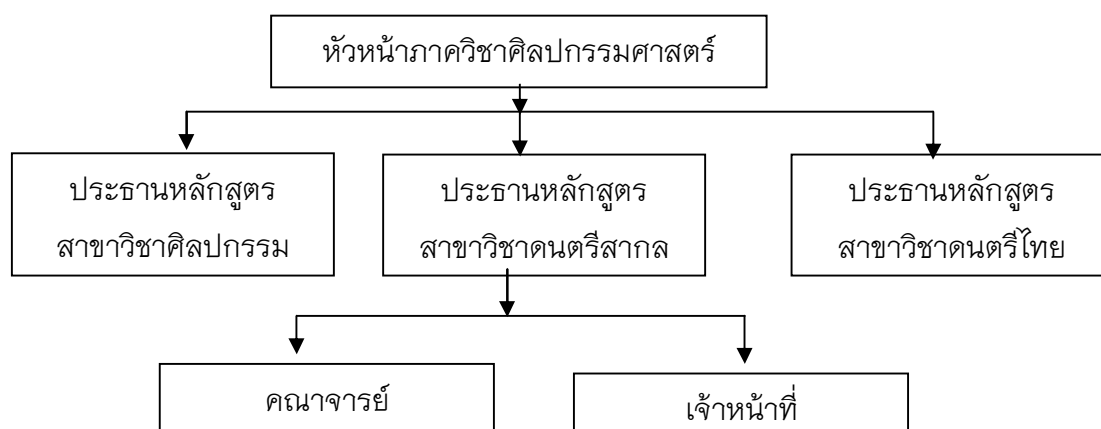 หัวหน้าภาควิชาศิลปกรรมศาสตร์
ประธานหลักสูตร
สาขาวิชาศิลปกรรม
ประธานหลักสูตร
สาขาวิชาดนตรีสากล
ประธานหลักสูตร
สาขาวิชาดนตรีไทย
คณาจารย์
เจ้าหน้าที่